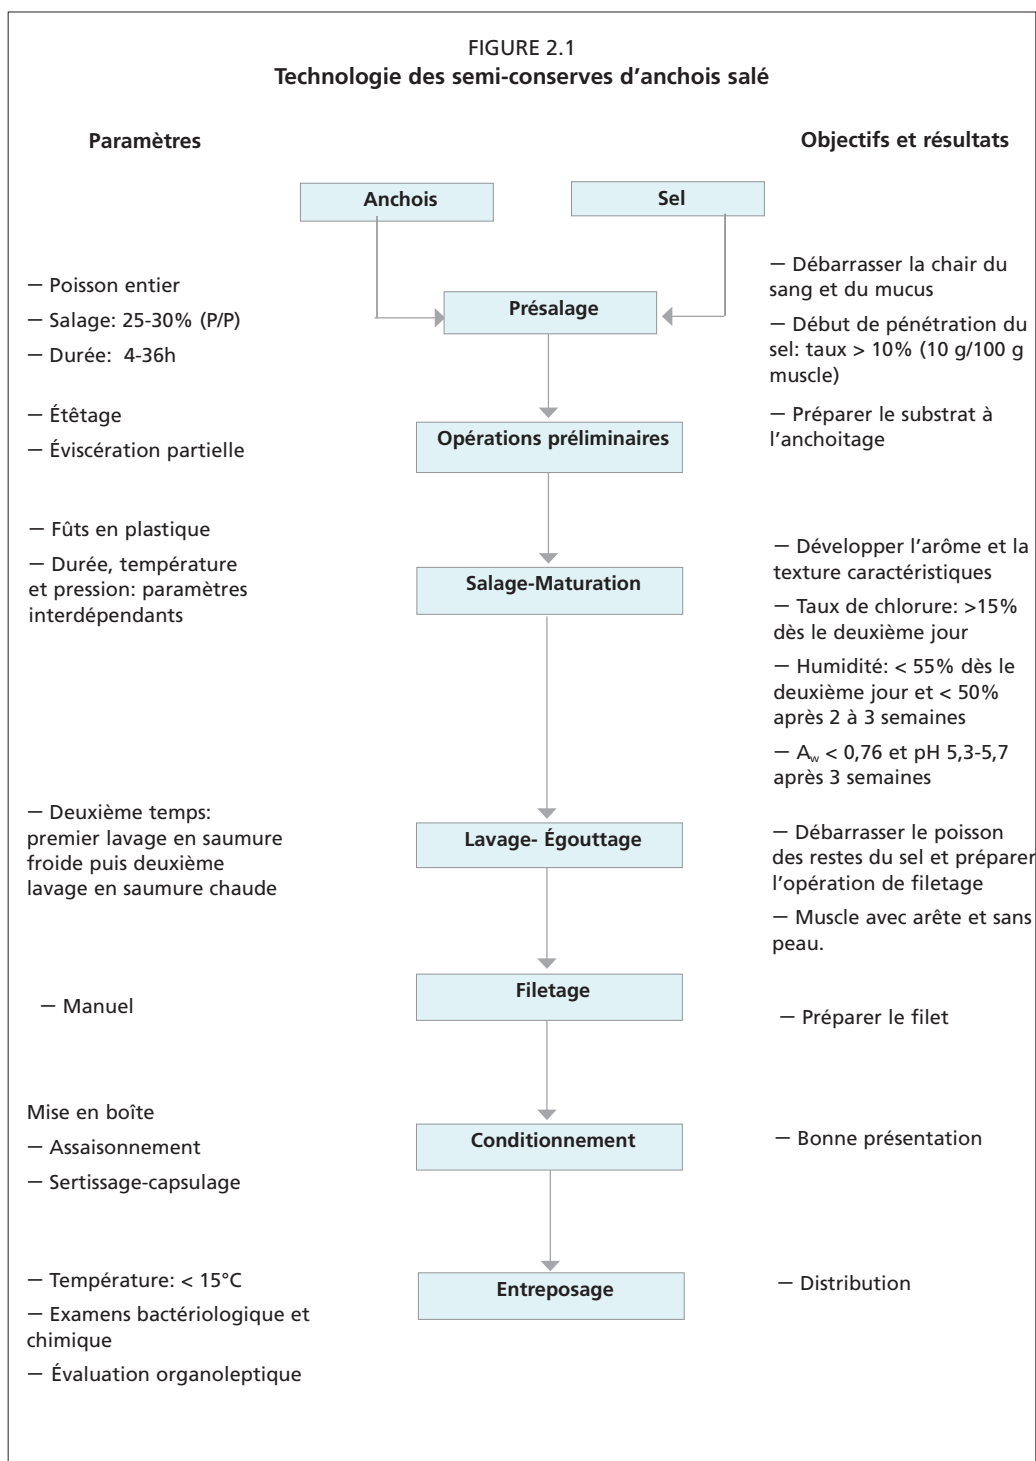 FIGURE 2.1
Technologie des semi-conserves d’anchois salé
Paramètres
Objectifs et résultats
Anchois
Sel
— Poisson entier
— Salage: 25-30% (P/P)
— Durée: 4-36h
Présalage
— Débarrasser la chair du
sang et du mucus
— Début de pénétration du
sel: taux > 10% (10 g/100 g
muscle)
— Étêtage
— Éviscération partielle
Opérations préliminaires
— Préparer le substrat à
l’anchoitage
— Fûts en plastique
— Durée, température
et pression: paramètres
interdépendants
Salage-Maturation
— Développer l’arôme et la
texture caractéristiques
— Taux de chlorure: >15%
dès le deuxième jour
— Humidité: < 55% dès le
deuxième jour et < 50%
après 2 à 3 semaines
— Aw < 0,76 et pH 5,3-5,7
après 3 semaines
— Deuxième temps:
premier lavage en saumure
froide puis deuxième
lavage en saumure chaude
Lavage- Égouttage
— Débarrasser le poisson
des restes du sel et préparer
l’opération de filetage
— Muscle avec arête et sans
peau.
— Manuel
Filetage
— Préparer le filet
Mise en boîte
— Assaisonnement
— Sertissage-capsulage
Conditionnement
— Bonne présentation
— Température: < 15°C
— Examens bactériologique et
chimique
— Évaluation organoleptique
Entreposage
— Distribution